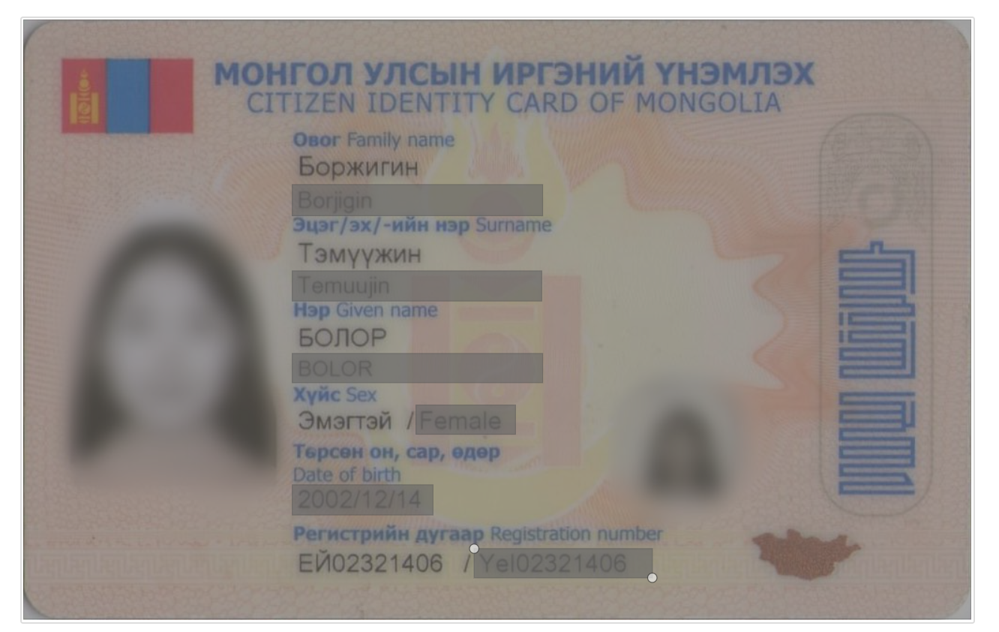 МОНГОЛ УЛСЫН ИРГЭНИЙ ҮНЭМЛЭХ
CITIZEN IDENTITY CARD OF MONGOLIA
Овог Family name
Боржигин
Borjigin
Эцэг/эх/-ийн нэр Surname
Тэмүүжин
Temuujin
Нэр Given name
БОЛОР
BOLOR
Хүйс Sex
Эмэгтэй / Female
Төрсөн он, сар, өдөр
Date of birth
2002/12/14
Регистрийн дугаар Registration number
ЕЙ02321406 / YeI02321406